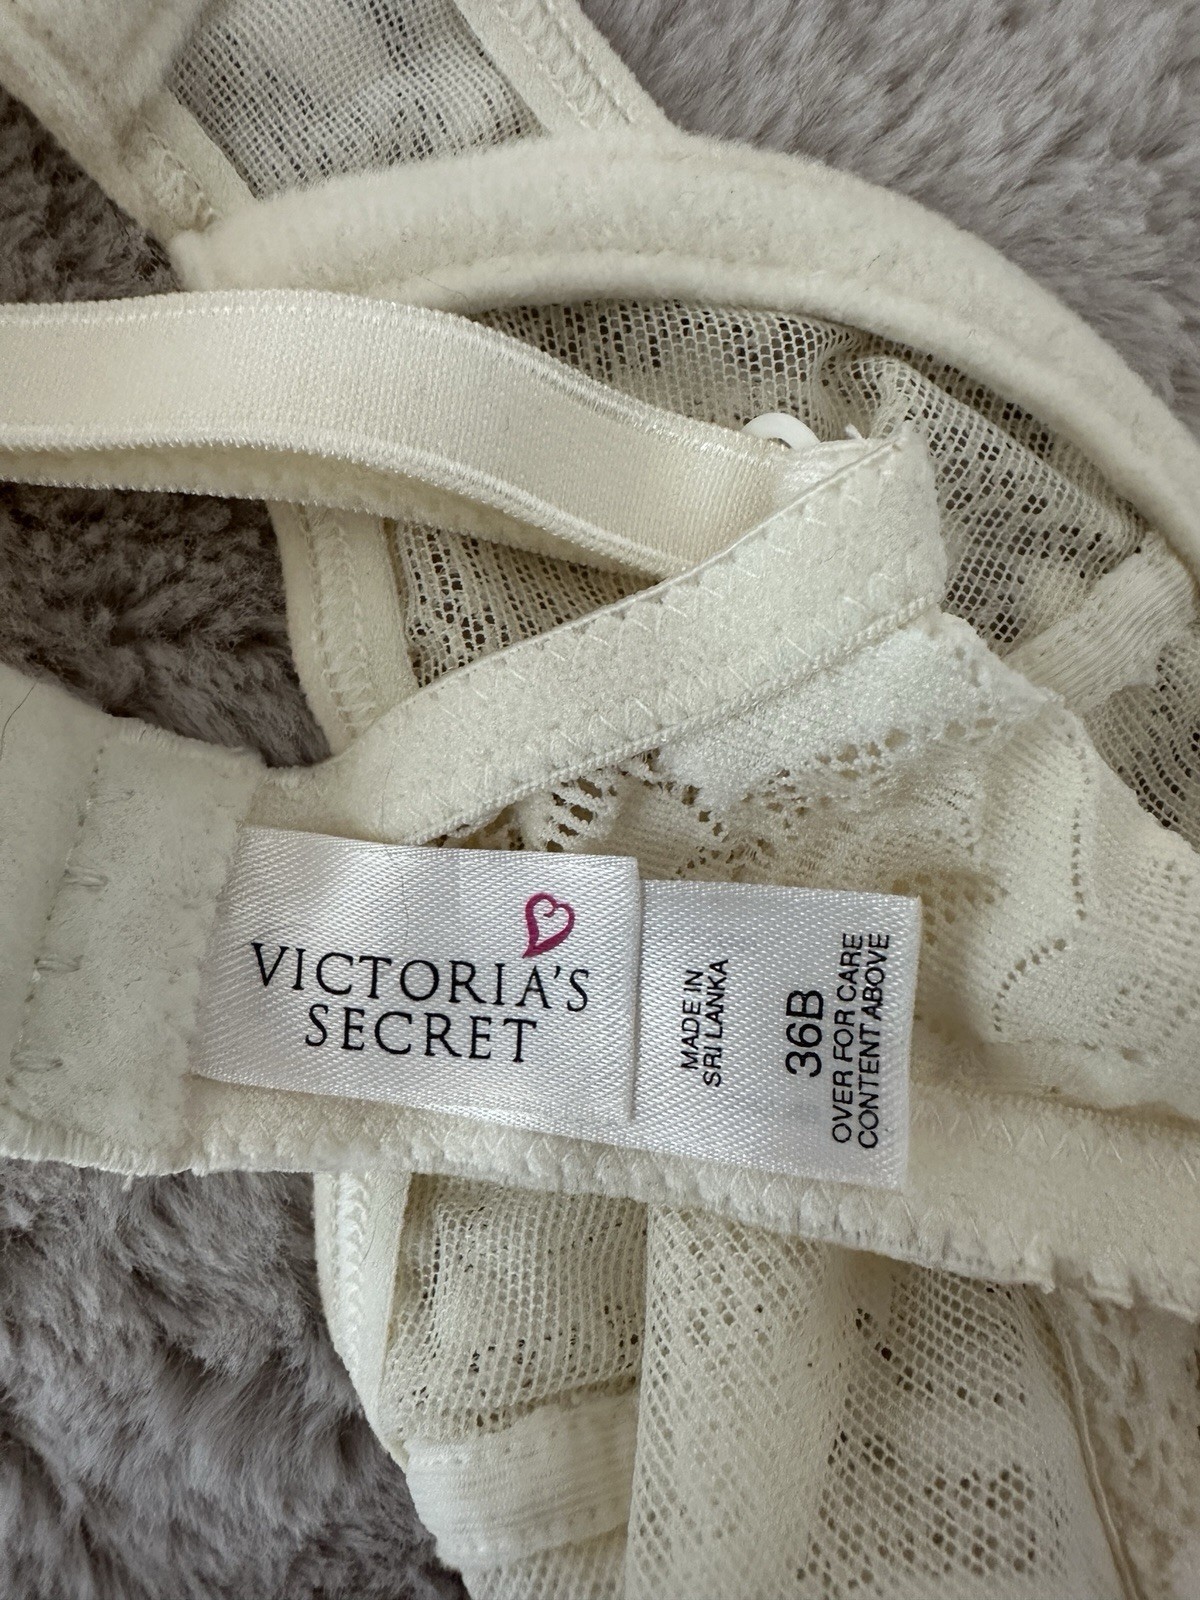 VICTORIA'S
SECRET
MADE IN
SRI LANKA
36B
OVER FOR CARE
CONTENT ABOVE